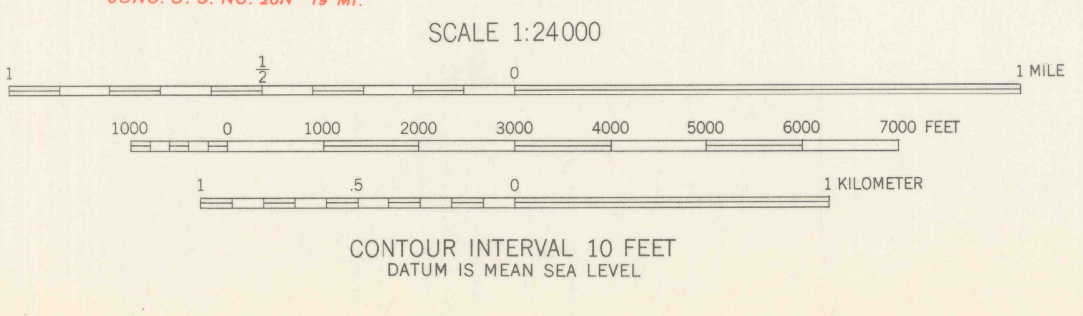 SCALE 1:24000
1 1/2 0 1 MILE
1000 0 1000 2000 3000 4000 5000 6000 7000 FEET
1 .5 0 1 KILOMETER
CONTOUR INTERVAL 10 FEET
DATUM IS MEAN SEA LEVEL